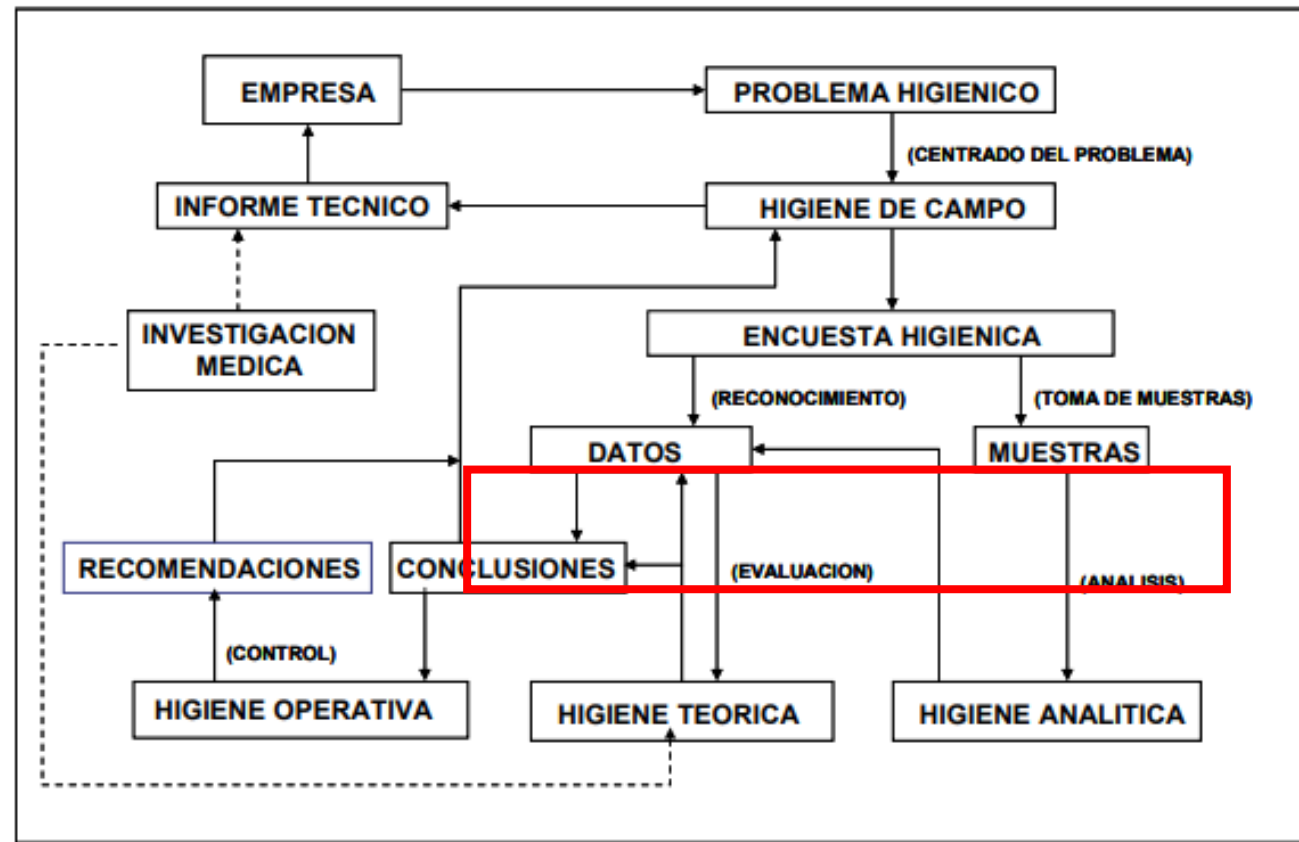 EMPRESA
PROBLEMA HIGIENICO
(CENTRADO DEL PROBLEMA)
INFORME TECNICO
HIGIENE DE CAMPO
INVESTIGACION
MEDICA
ENCUESTA HIGIENICA
(RECONOCIMIENTO)
(TOMA DE MUESTRAS)
DATOS
MUESTRAS
RECOMENDACIONES
CONCLUSIONES
(EVALUACION)
(ANALISIS)
(CONTROL)
HIGIENE OPERATIVA
HIGIENE TEORICA
HIGIENE ANALITICA